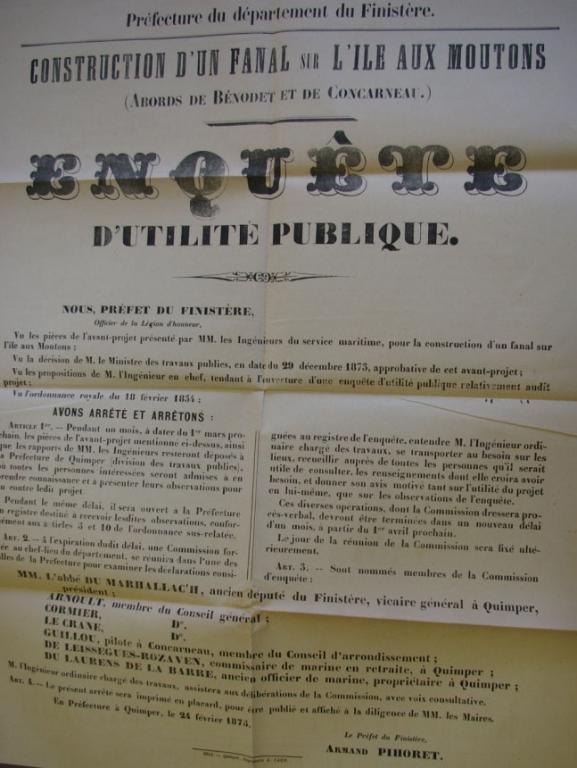 Préfecture du département du Finistère.
CONSTRUCTION D'UN FANAL SUR L'ILE AUX MOUTONS
(ABORDS DE BÉNODET ET DE CONCARNEAU.)
ENQUÊTE
D'UTILITÉ PUBLIQUE.
NOUS, PRÉFET DU FINISTÈRE,
Officier de la Légion d'honneur,
Vu les pièces de l'avant-projet présenté par MM. les Ingénieurs du service maritime, pour la construction d'un fanal sur
l'île aux Moutons ;
Vu la décision de M. le Ministre des travaux publics, en date du 29 décembre 1873, approbative de cet avant-projet ;
Vu les propositions de M. l'Ingénieur en chef, tendant à l'ouverture d'une enquête d'utilité publique relativement audit
projet ;
Vu l'ordonnance royale du 18 février 1834 ;
AVONS ARRÊTÉ ET ARRÊTONS :
ARTICLE 1er. — Pendant un mois, à dater du 1er mars pro-
chain, les pièces de l'avant-projet mentionné ci-dessus, ainsi
que les rapports de MM. les Ingénieurs resteront déposés à
la Préfecture de Quimper (division des travaux publics),
où toutes les personnes intéressées seront admises à en
prendre connaissance et à présenter leurs observations pour
ou contre ledit projet.
Pendant le même délai, il sera ouvert à la Préfecture
un registre destiné à recevoir lesdites observations, confor-
mément aux articles 5 et 10 de l'ordonnance sus-relatée.
ART. 2. — A l'expiration dudit délai, une Commission for-
mée au chef-lieu du département, se réunira dans l'une des
salles de la Préfecture pour examiner les déclarations consi-
gnées au registre de l'enquête, entendre M. l'Ingénieur ordi-
naire chargé des travaux, se transporter au besoin sur les
lieux, recueillir auprès de toutes les personnes qu'il serait
utile de consulter, les renseignements dont elle croira avoir
besoin, et donner son avis motivé tant sur l'utilité du projet
en lui-même, que sur les observations de l'enquête.
Ces diverses opérations, dont la Commission dressera pro-
cès-verbal, devront être terminées dans un nouveau délai
d'un mois, à partir du 1er avril prochain.
Le jour de la réunion de la Commission sera fixé ulté-
rieurement.
ART. 3. — Sont nommés membres de la Commission
d'enquête :
MM. L'abbé DU MARHALLAC'H, ancien député du Finistère, vicaire général à Quimper,
président ;
ARNOULT, membre du Conseil général ;
CORMIER, Do.
LE CRANE, Do.
GUILLOU, pilote à Concarneau, membre du Conseil d'arrondissement ;
DE LEISSEGUES-ROZAVEN, commissaire de marine en retraite, à Quimper ;
DU LAURENS DE LA BARRE, ancien officier de marine, propriétaire à Quimper ;
M. l'Ingénieur ordinaire chargé des travaux, assistera aux délibérations de la Commission, avec voix consultative.
ART. 4. — Le présent arrêté sera imprimé en placard, pour être publié et affiché à la diligence de MM. les Maires.
En Préfecture à Quimper, le 24 février 1875.
Le Préfet du Finistère,
ARMAND PIHORET.
Quimper, Imprimerie A. CAEN.